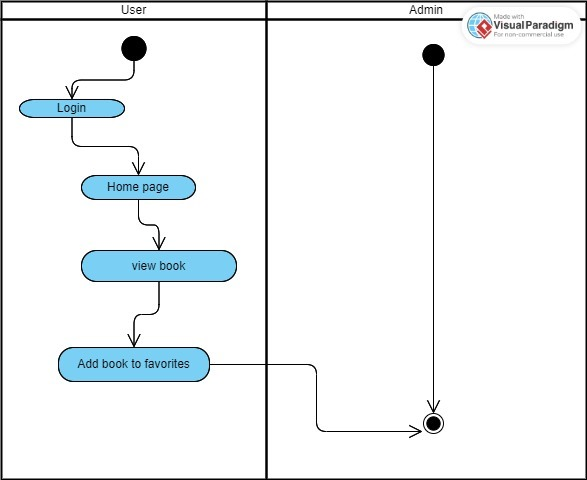 User
Admin
Made with
Visual Paradigm
For non-commercial use
Login
Home page
view book
Add book to favorites